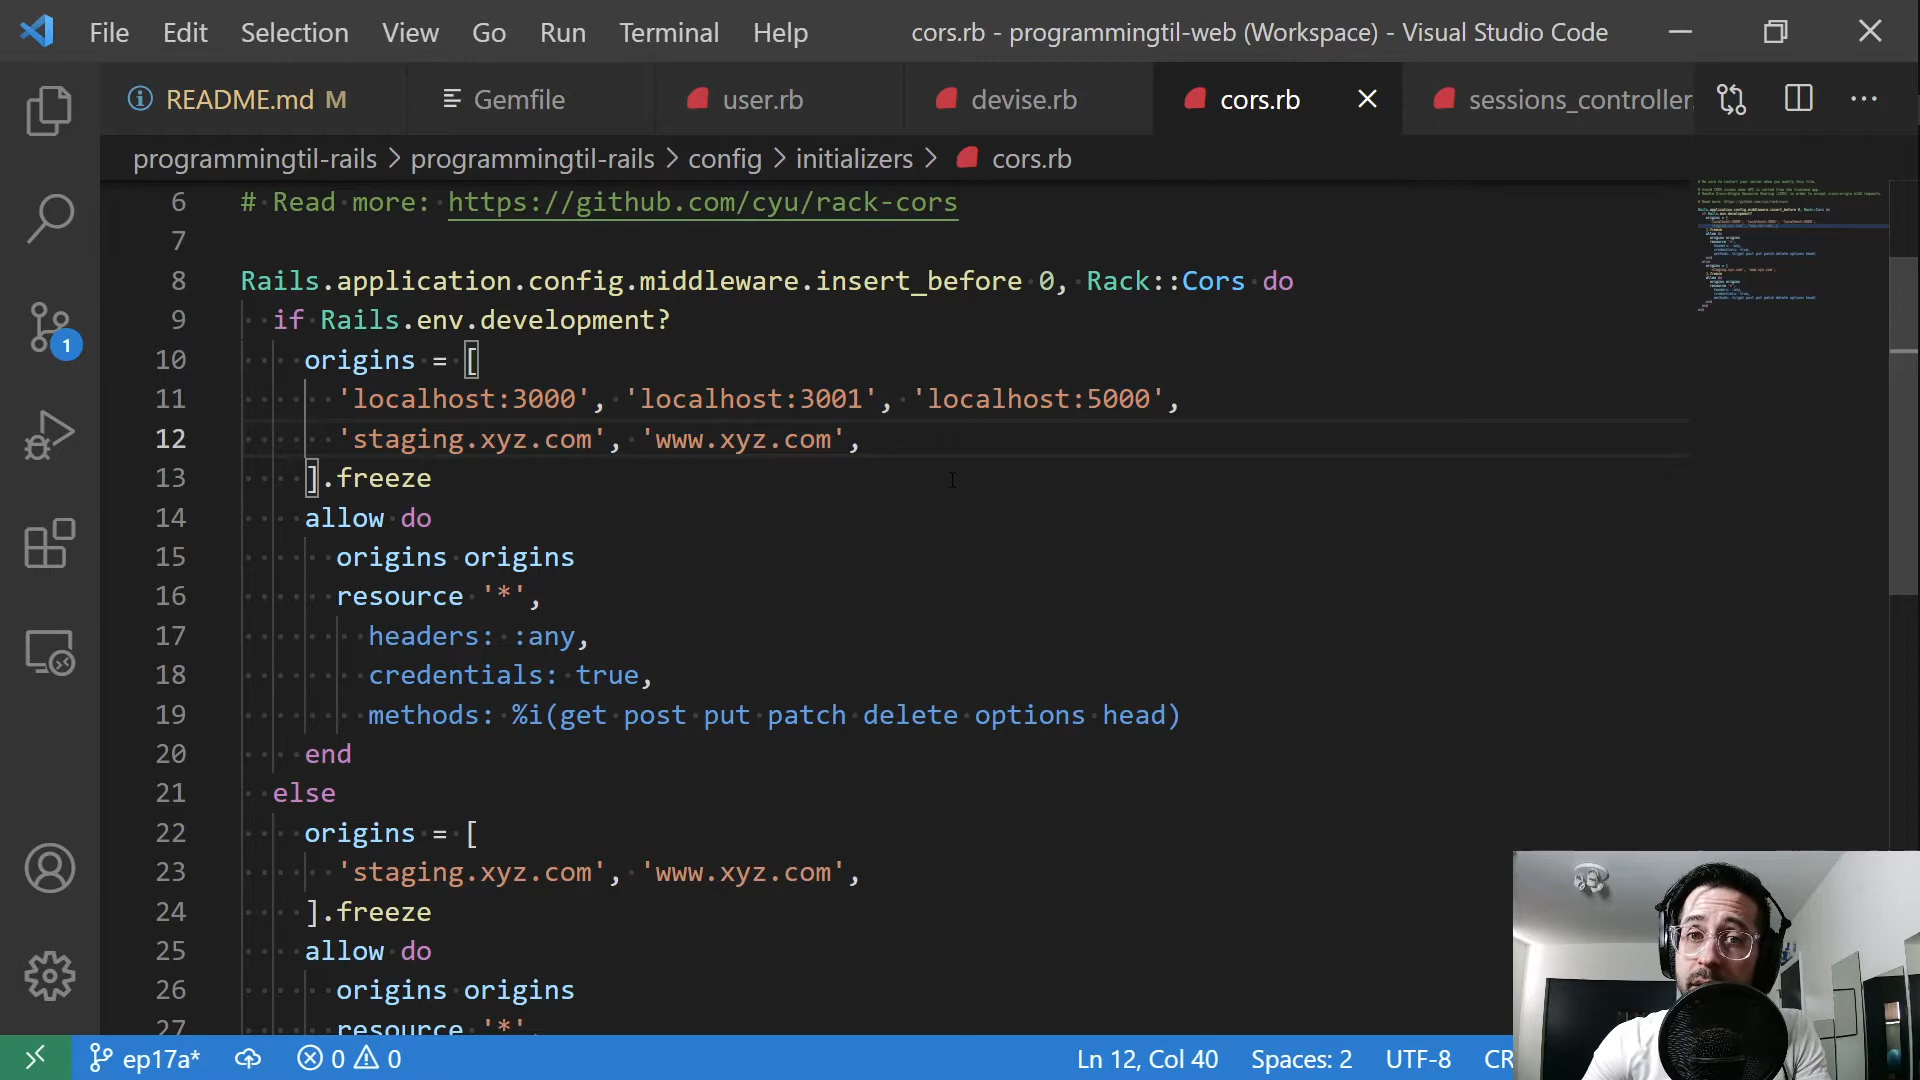 File Edit Selection View Go Run Terminal Help cors.rb - programmingtil-web (Workspace) - Visual Studio Code
README.md M Gemfile user.rb devise.rb cors.rb sessions_controller.
programmingtil-rails > programmingtil-rails > config > initializers > cors.rb
6 # Read more: https://github.com/cyu/rack-cors
7
8 Rails.application.config.middleware.insert_before 0, Rack::Cors do
9 if Rails.env.development?
10 origins = [
11 'localhost:3000', 'localhost:3001', 'localhost:5000',
12 'staging.xyz.com', 'www.xyz.com',
13 ].freeze
14 allow do
15 origins origins
16 resource '*',
17 headers: :any,
18 credentials: true,
19 methods: %i(get post put patch delete options head)
20 end
21 else
22 origins = [
23 'staging.xyz.com', 'www.xyz.com',
24 ].freeze
25 allow do
26 origins origins
27 resource '*',
1
ep17a* 0 0 Ln 12, Col 40 Spaces: 2 UTF-8 CR